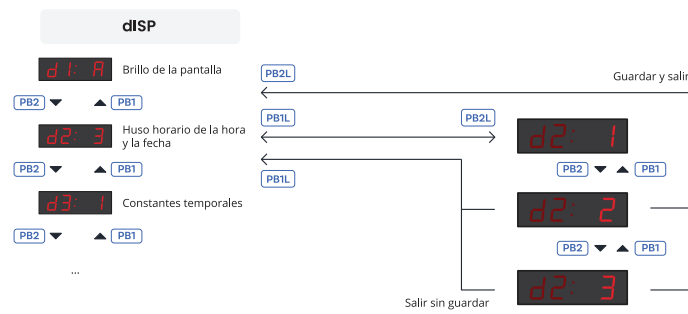 dISP
d1: A
Brillo de la pantalla
PB2
PB1
d2: 3
Huso horario de la hora
y la fecha
PB2
PB1
d3: 1
Constantes temporales
PB2
PB1
...
PB2L
Guardar y salir
PB1L
PB2L
PB1L
d2: 1
PB2
PB1
d2: 2
PB2
PB1
d2: 3
Salir sin guardar